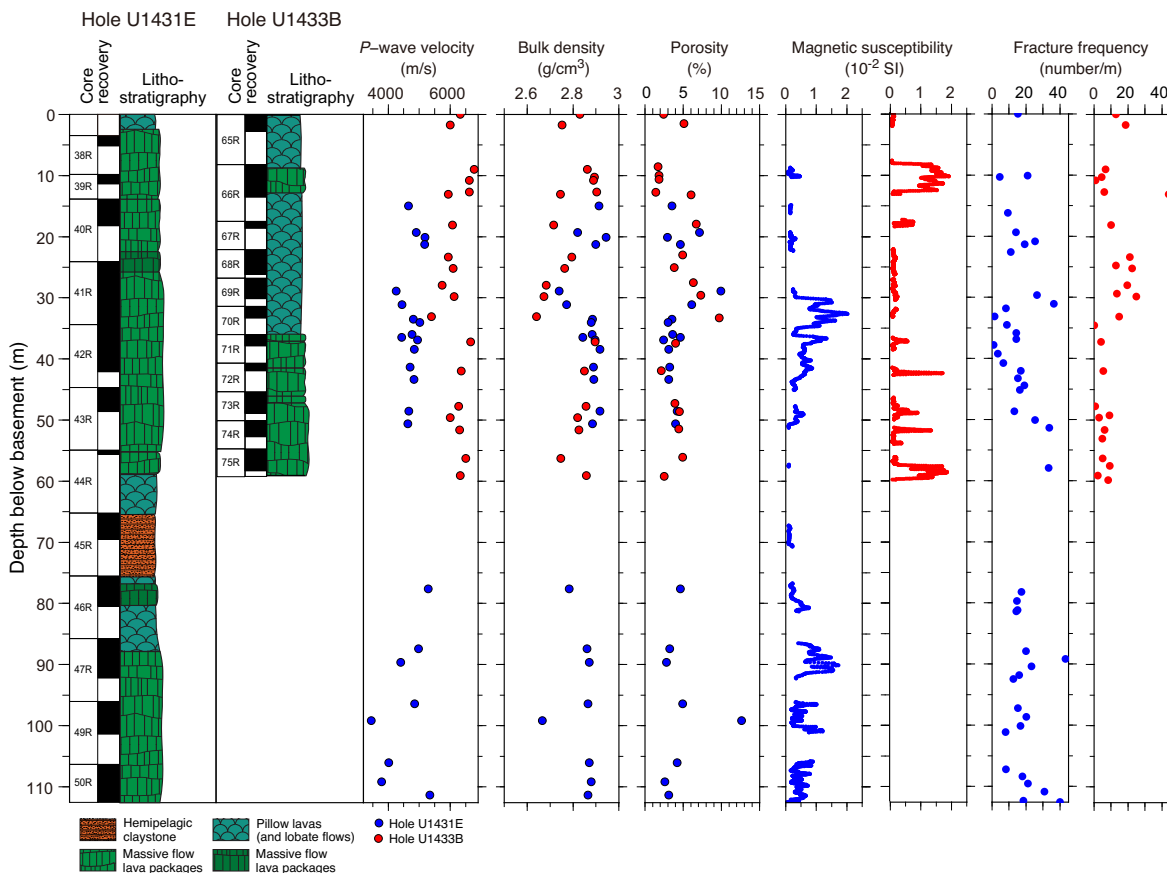 Hole U1431E
Hole U1433B
Core
recovery
Litho-
stratigraphy
Core
recovery
Litho-
stratigraphy
P–wave velocity
(m/s)
4000 6000
Bulk density
(g/cm3)
2.6 2.8 3
Porosity
(%)
0 5 10 15
Magnetic susceptibility
(10-2 SI)
0 1 2
0 1 2
Fracture frequency
(number/m)
0 20 40
0 20 40
Depth below basement (m)
0
10
20
30
40
50
60
70
80
90
100
110
38R
39R
40R
41R
42R
43R
44R
45R
46R
47R
49R
50R
65R
66R
67R
68R
69R
70R
71R
72R
73R
74R
75R
Hemipelagic
claystone
Massive flow
lava packages
Pillow lavas
(and lobate flows)
Massive flow
lava packages
Hole U1431E
Hole U1433B